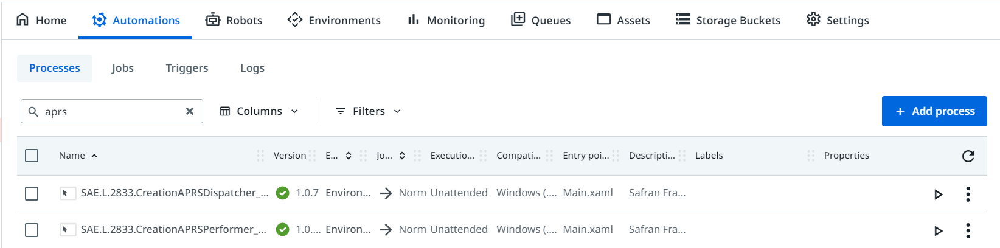 Home Automations Robots Environments Monitoring Queues Assets Storage Buckets Settings
Processes Jobs Triggers Logs
aprs Columns Filters + Add process
Name Version E... Jo... Executio... Compati... Entry poi... Descripti... Labels Properties
SAE.L.2833.CreationAPRSDispatcher_... 1.0.7 Environ... Norm Unattended Windows (.... Main.xaml Safran Fra...
SAE.L.2833.CreationAPRSPerformer_... 1.0.... Environ... Norm Unattended Windows (.... Main.xaml Safran Fra...